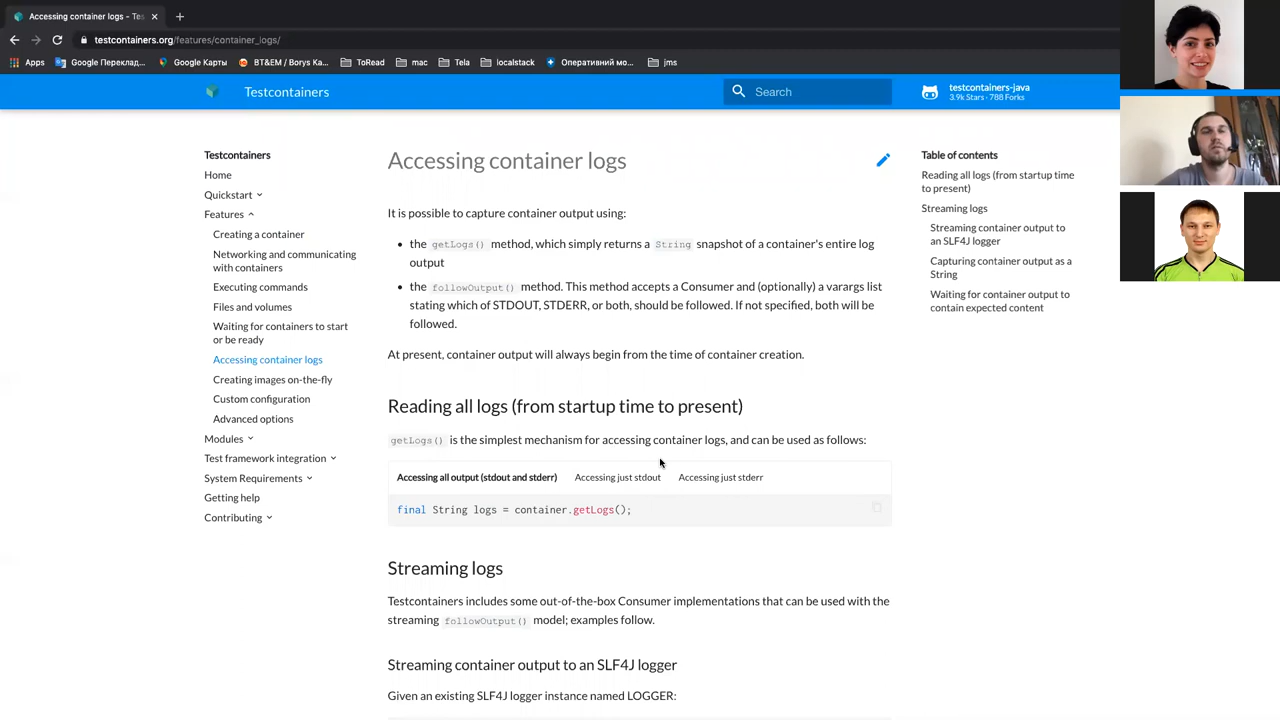 Accessing container logs - Tes
testcontainers.org/features/container_logs/
Apps
Google Переклад...
Google Карты
BT&EM / Borys Ka...
ToRead
mac
Tela
localstack
Оперативний мо...
jms
Testcontainers
Search
testcontainers-java
3.9k Stars · 788 Forks
Testcontainers
Home
Quickstart
Features
Creating a container
Networking and communicating
with containers
Executing commands
Files and volumes
Waiting for containers to start
or be ready
Accessing container logs
Creating images on-the-fly
Custom configuration
Advanced options
Modules
Test framework integration
System Requirements
Getting help
Contributing
Accessing container logs
It is possible to capture container output using:
• the getLogs() method, which simply returns a String snapshot of a container's entire log
output
• the followOutput() method. This method accepts a Consumer and (optionally) a varargs list
stating which of STDOUT, STDERR, or both, should be followed. If not specified, both will be
followed.
At present, container output will always begin from the time of container creation.
Reading all logs (from startup time to present)
getLogs() is the simplest mechanism for accessing container logs, and can be used as follows:
Accessing all output (stdout and stderr)
Accessing just stdout
Accessing just stderr
final String logs = container.getLogs();
Streaming logs
Testcontainers includes some out-of-the-box Consumer implementations that can be used with the
streaming followOutput() model; examples follow.
Streaming container output to an SLF4J logger
Given an existing SLF4J logger instance named LOGGER:
Table of contents
Reading all logs (from startup time
to present)
Streaming logs
Streaming container output to
an SLF4J logger
Capturing container output as a
String
Waiting for container output to
contain expected content